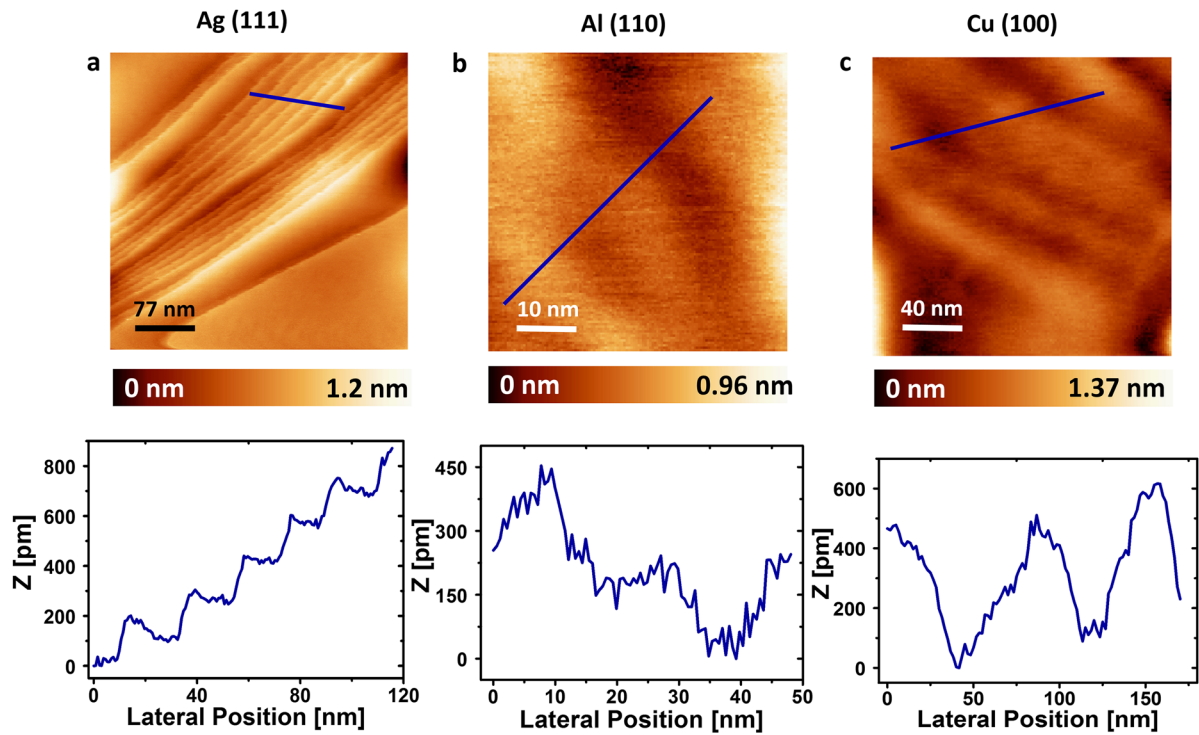 Ag (111)
Al (110)
Cu (100)
a
b
c
77 nm
10 nm
40 nm
0 nm 1.2 nm
0 nm 0.96 nm
0 nm 1.37 nm
Z [pm]
800
600
400
200
0
0 40 80 120
Lateral Position [nm]
Z [pm]
450
300
150
0
0 10 20 30 40 50
Lateral Position [nm]
Z [pm]
600
400
200
0
0 50 100 150
Lateral Position [nm]